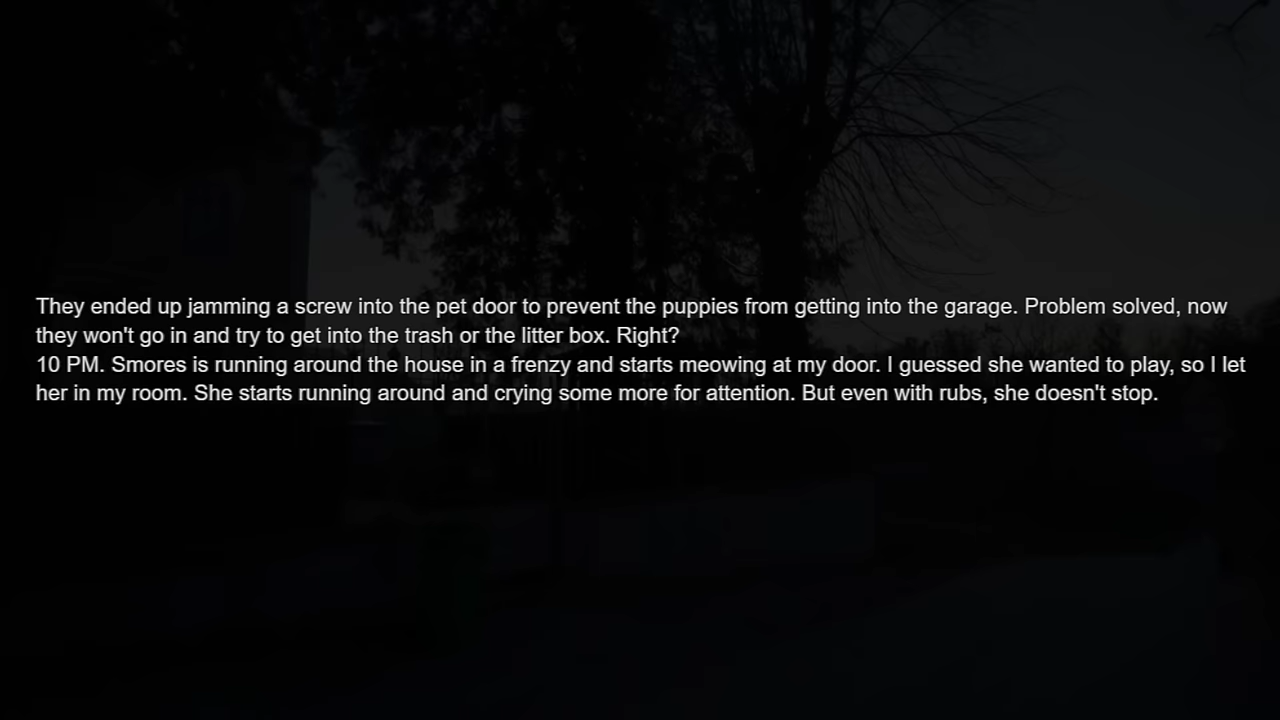 They ended up jamming a screw into the pet door to prevent the puppies from getting into the garage. Problem solved, now
they won't go in and try to get into the trash or the litter box. Right?
10 PM. Smores is running around the house in a frenzy and starts meowing at my door. I guessed she wanted to play, so I let
her in my room. She starts running around and crying some more for attention. But even with rubs, she doesn't stop.